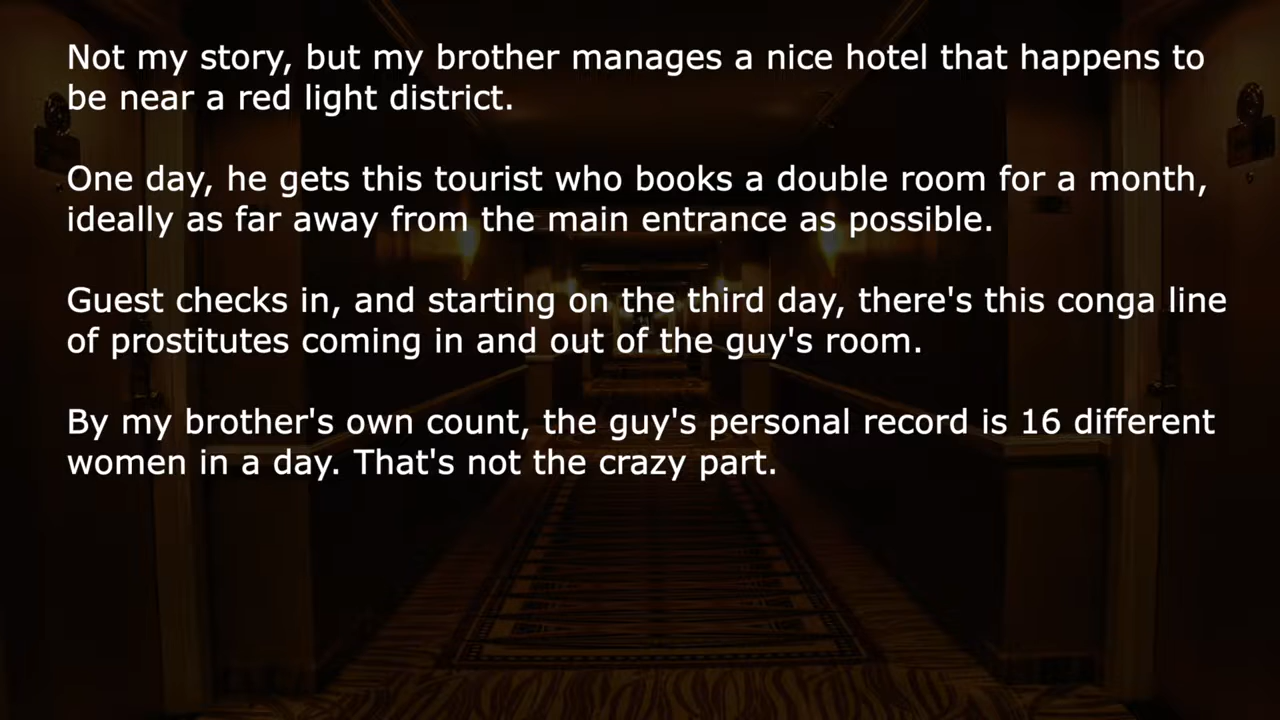 Not my story, but my brother manages a nice hotel that happens to
be near a red light district.
One day, he gets this tourist who books a double room for a month,
ideally as far away from the main entrance as possible.
Guest checks in, and starting on the third day, there's this conga line
of prostitutes coming in and out of the guy's room.
By my brother's own count, the guy's personal record is 16 different
women in a day. That's not the crazy part.